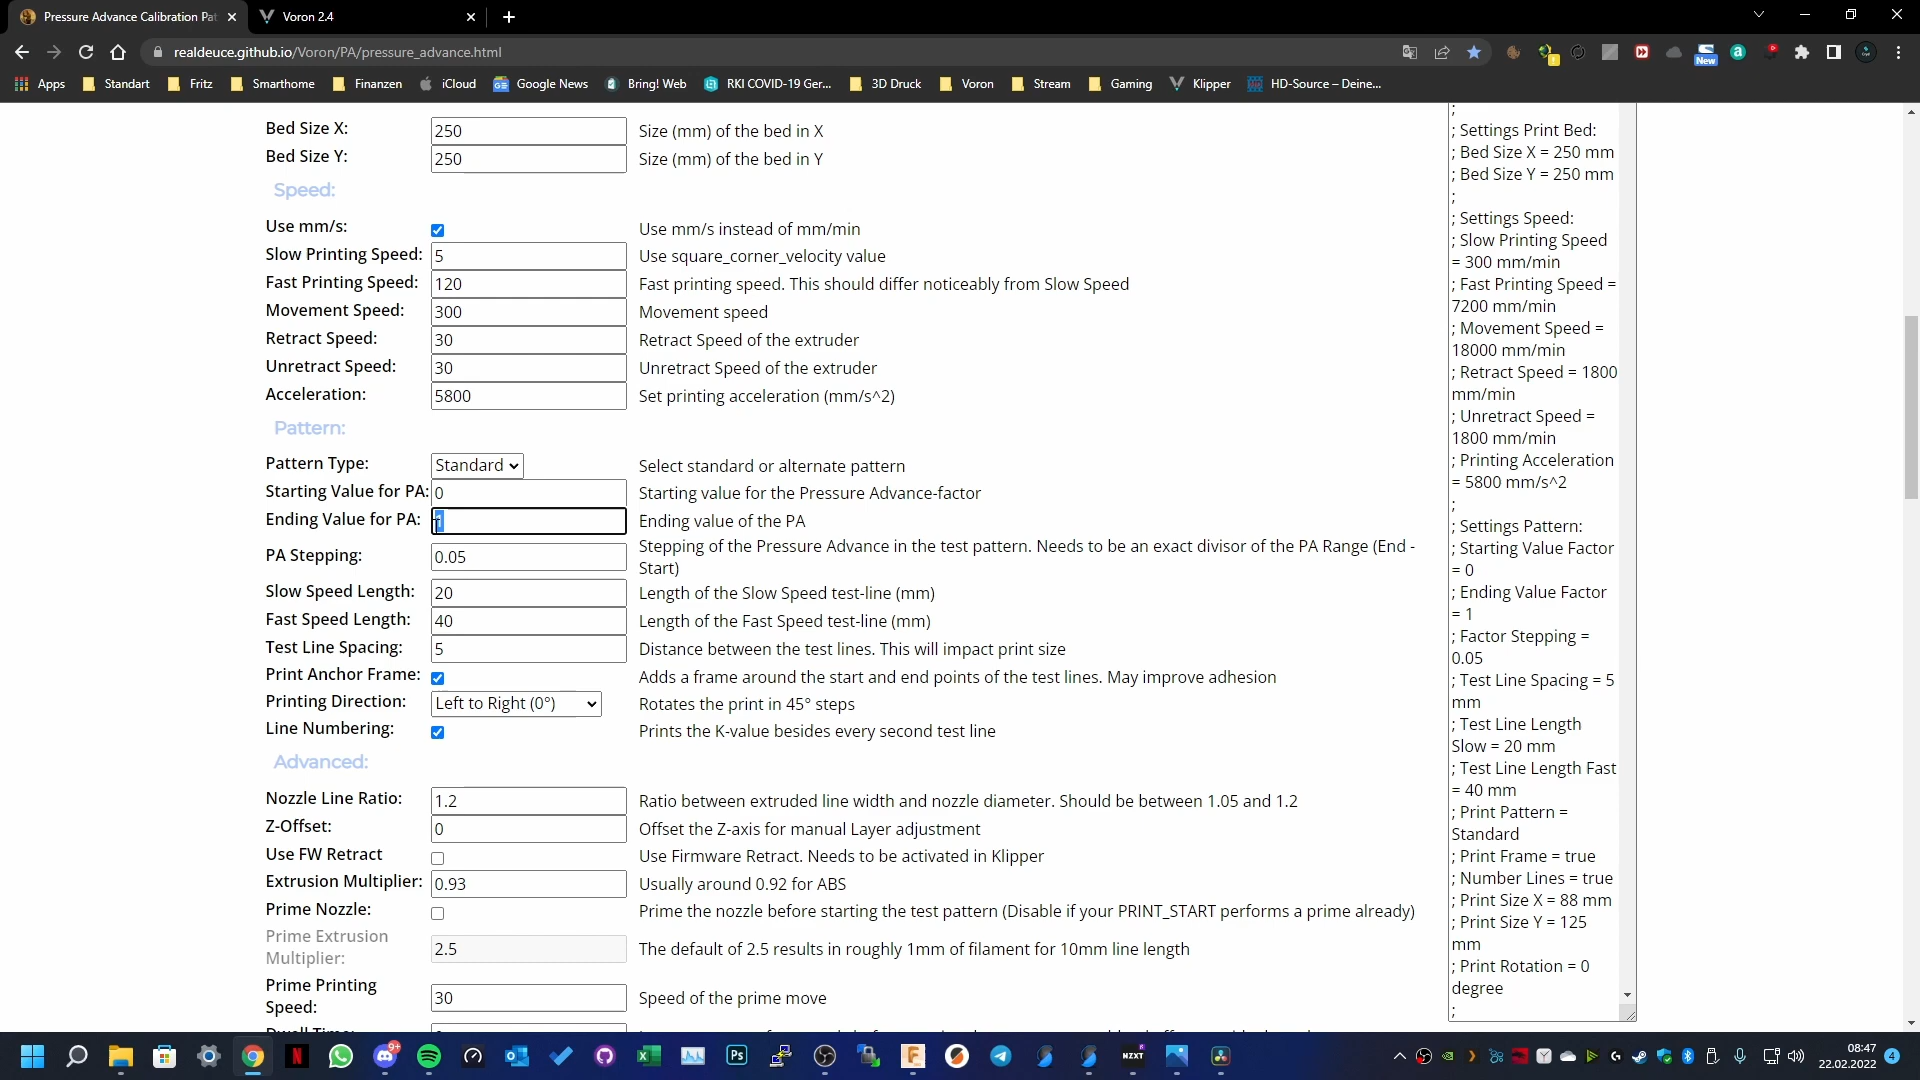 Pressure Advance Calibration Pat
Voron 2.4
realdeuce.github.io/Voron/PA/pressure_advance.html
New
Apps
Standart
Fritz
Smarthome
Finanzen
iCloud
Google News
Bring! Web
RKI COVID-19 Ger...
3D Druck
Voron
Stream
Gaming
Klipper
HD-Source – Deine...
Bed Size X: 250 Size (mm) of the bed in X
Bed Size Y: 250 Size (mm) of the bed in Y
Speed:
Use mm/s: Use mm/s instead of mm/min
Slow Printing Speed: 5 Use square_corner_velocity value
Fast Printing Speed: 120 Fast printing speed. This should differ noticeably from Slow Speed
Movement Speed: 300 Movement speed
Retract Speed: 30 Retract Speed of the extruder
Unretract Speed: 30 Unretract Speed of the extruder
Acceleration: 5800 Set printing acceleration (mm/s^2)
Pattern:
Pattern Type: Standard Select standard or alternate pattern
Starting Value for PA: 0 Starting value for the Pressure Advance-factor
Ending Value for PA: 1 Ending value of the PA
PA Stepping: 0.05 Stepping of the Pressure Advance in the test pattern. Needs to be an exact divisor of the PA Range (End -
Start)
Slow Speed Length: 20 Length of the Slow Speed test-line (mm)
Fast Speed Length: 40 Length of the Fast Speed test-line (mm)
Test Line Spacing: 5 Distance between the test lines. This will impact print size
Print Anchor Frame: Adds a frame around the start and end points of the test lines. May improve adhesion
Printing Direction: Left to Right (0°) Rotates the print in 45° steps
Line Numbering: Prints the K-value besides every second test line
Advanced:
Nozzle Line Ratio: 1.2 Ratio between extruded line width and nozzle diameter. Should be between 1.05 and 1.2
Z-Offset: 0 Offset the Z-axis for manual Layer adjustment
Use FW Retract Use Firmware Retract. Needs to be activated in Klipper
Extrusion Multiplier: 0.93 Usually around 0.92 for ABS
Prime Nozzle: Prime the nozzle before starting the test pattern (Disable if your PRINT_START performs a prime already)
Prime Extrusion
Multiplier: 2.5 The default of 2.5 results in roughly 1mm of filament for 10mm line length
Prime Printing
Speed: 30 Speed of the prime move
;
; Settings Print Bed:
; Bed Size X = 250 mm
; Bed Size Y = 250 mm
;
; Settings Speed:
; Slow Printing Speed
= 300 mm/min
; Fast Printing Speed =
7200 mm/min
; Movement Speed =
18000 mm/min
; Retract Speed = 1800
mm/min
; Unretract Speed =
1800 mm/min
; Printing Acceleration
= 5800 mm/s^2
;
; Settings Pattern:
; Starting Value Factor
= 0
; Ending Value Factor
= 1
; Factor Stepping =
0.05
; Test Line Spacing = 5
mm
; Test Line Length
Slow = 20 mm
; Test Line Length Fast
= 40 mm
; Print Pattern =
Standard
; Print Frame = true
; Number Lines = true
; Print Size X = 88 mm
; Print Size Y = 125
mm
; Print Rotation = 0
degree
;
9+
Ps
NZXT
08:47
22.02.2022
4